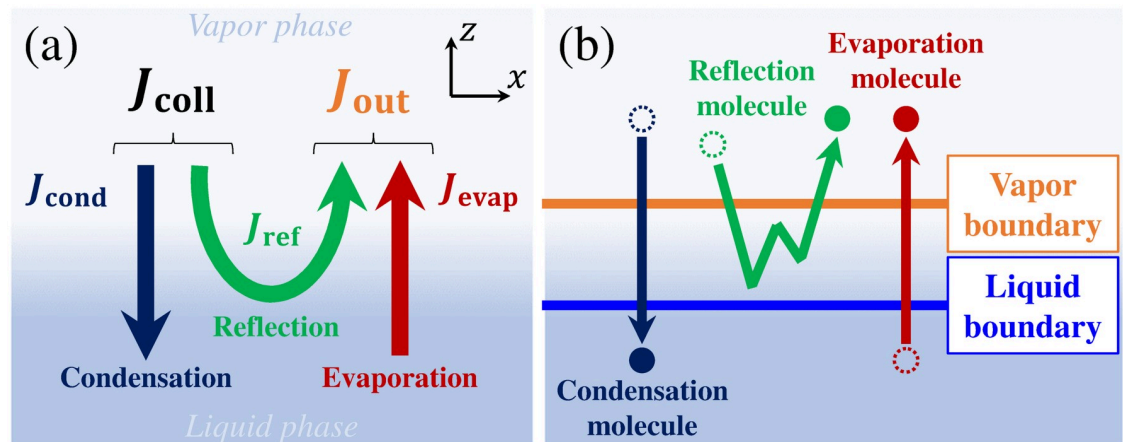 (a)
Vapor phase
z
x
J_coll
J_out
J_cond
J_evap
J_ref
Reflection
Condensation
Evaporation
Liquid phase
(b)
Evaporation
molecule
Reflection
molecule
Vapor
boundary
Liquid
boundary
Condensation
molecule